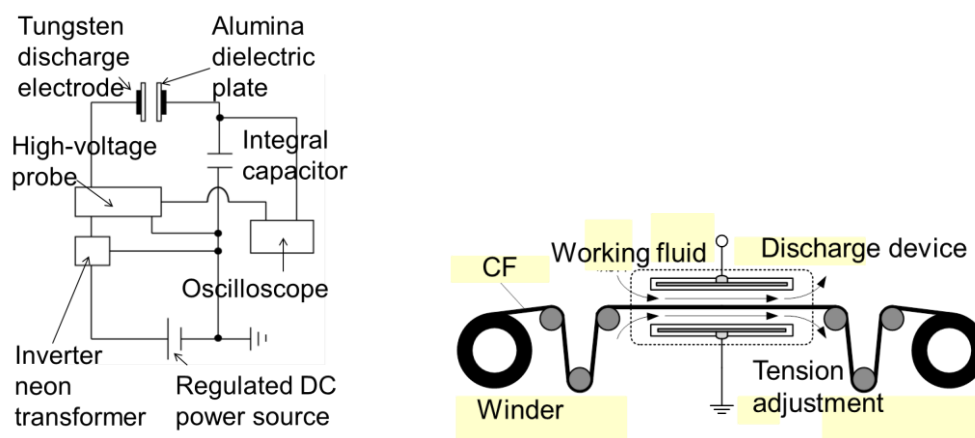 Tungsten
discharge
electrode
Alumina
dielectric
plate
High-voltage
probe
Integral
capacitor
Oscilloscope
Inverter
neon
transformer
Regulated DC
power source
CF
Working fluid
Discharge device
Winder
Tension
adjustment